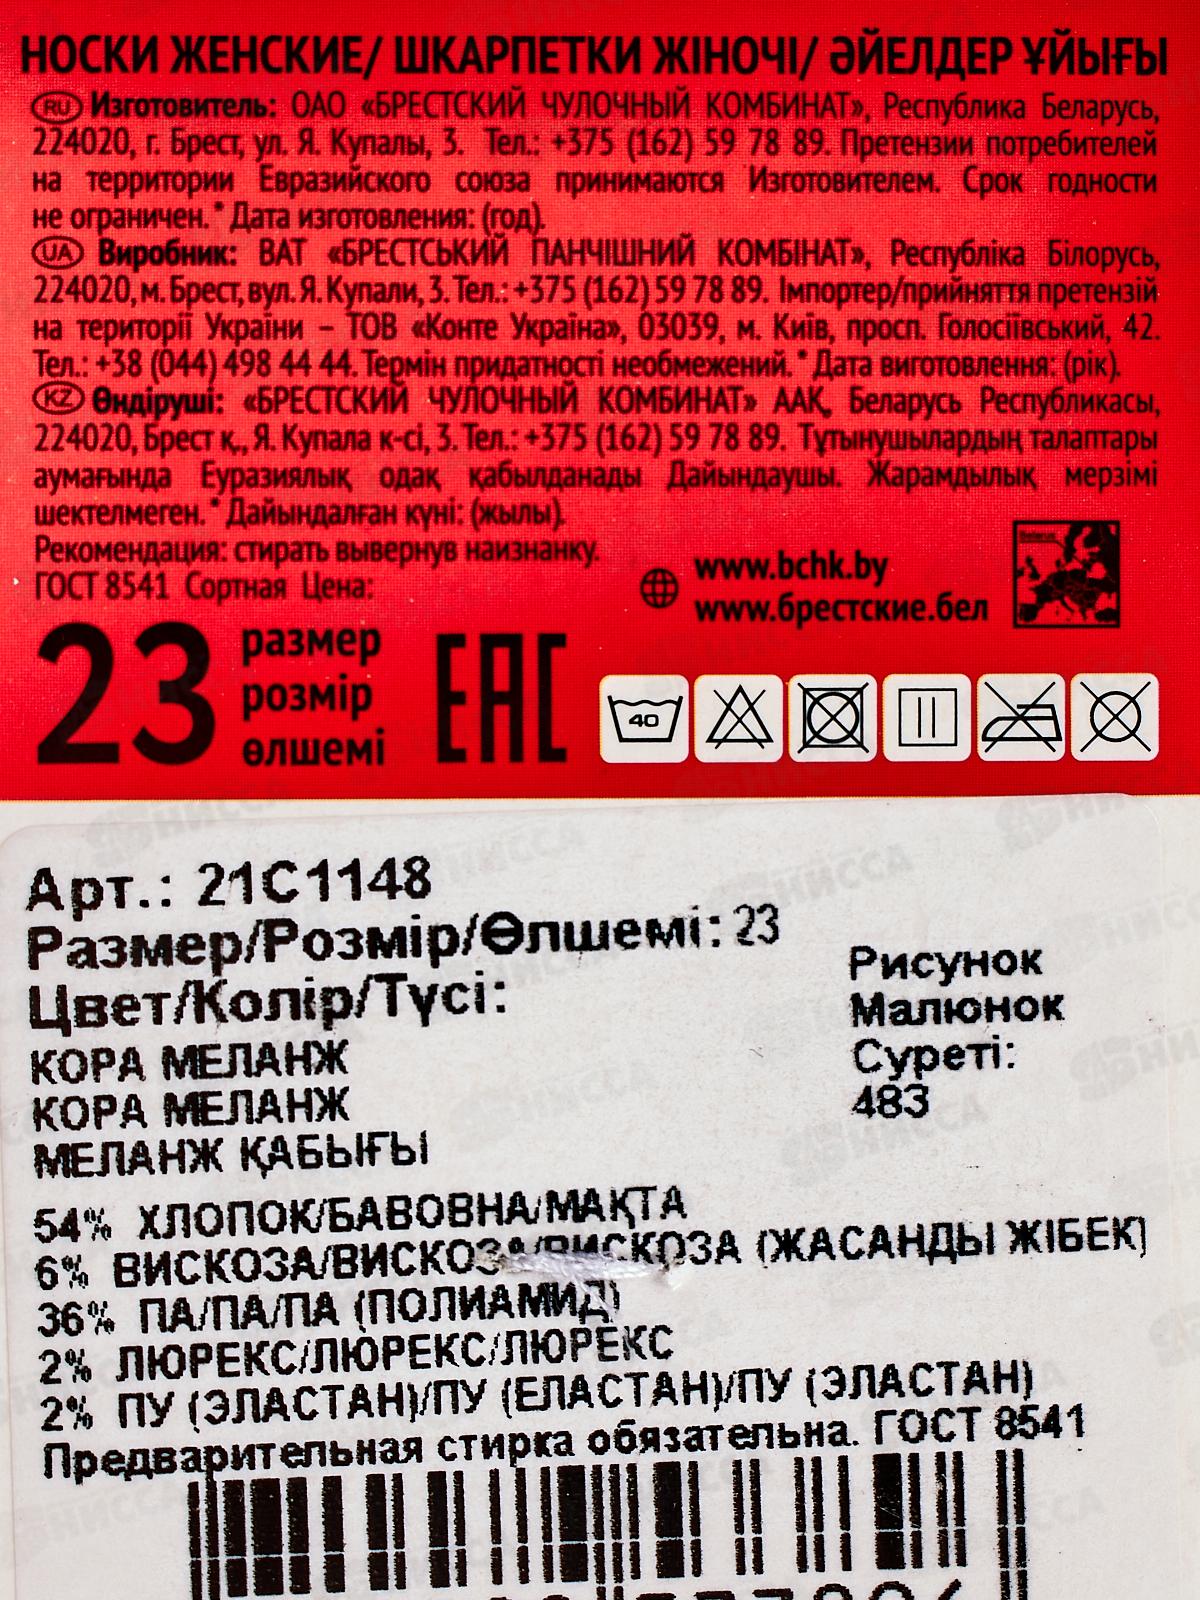 НОСКИ ЖЕНСКИЕ/ ШКАРПЕТКИ ЖІНОЧІ/ ӘЙЕЛДЕР ҰЙЫҒЫ
RU Изготовитель: ОАО «БРЕСТСКИЙ ЧУЛОЧНЫЙ КОМБИНАТ», Республика Беларусь,
224020, г. Брест, ул. Я. Купалы, 3. Тел.: +375 (162) 59 78 89. Претензии потребителей
на территории Евразийского союза принимаются Изготовителем. Срок годности
не ограничен. * Дата изготовления: (год).
UA Виробник: ВАТ «БРЕСТСЬКИЙ ПАНЧІШНИЙ КОМБІНАТ», Республіка Білорусь,
224020, м. Брест, вул. Я. Купали, 3. Тел.: +375 (162) 59 78 89. Імпортер/прийняття претензій
на території України – ТОВ «Конте Україна», 03039, м. Київ, просп. Голосіївський, 42.
Тел.: +38 (044) 498 44 44. Термін придатності необмежений. * Дата виготовлення: (рік).
KZ Өндіруші: «БРЕСТСКИЙ ЧУЛОЧНЫЙ КОМБИНАТ» ААҚ, Беларусь Республикасы,
224020, Брест қ., Я. Купала к-сі, 3. Тел.: +375 (162) 59 78 89. Тұтынушылардың талаптары
аумағында Еуразиялық одақ қабылданады Дайындаушы. Жарамдылық мерзімі
шектелмеген. * Дайындалған күні: (жылы).
Рекомендация: стирать вывернув наизнанку.
ГОСТ 8541 Сортная Цена:
www.bchk.by
www.брестские.бел
23 размер
розмір
өлшемі
EAC
40
Арт.: 21С1148
Размер/Розмір/Өлшемі: 23
Цвет/Колір/Түсі:
КОРА МЕЛАНЖ
КОРА МЕЛАНЖ
МЕЛАНЖ ҚАБЫҒЫ
Рисунок
Малюнок
Суреті:
483
54% ХЛОПОК/БАВОВНА/МАҚТА
6% ВИСКОЗА/ВИСКОЗА/ВИСКОЗА (ЖАСАНДЫ ЖІБЕК)
36% ПА/ПА/ПА (ПОЛИАМИД)
2% ЛЮРЕКС/ЛЮРЕКС/ЛЮРЕКС
2% ПУ (ЭЛАСТАН)/ПУ (ЕЛАСТАН)/ПУ (ЭЛАСТАН)
Предварительная стирка обязательна. ГОСТ 8541